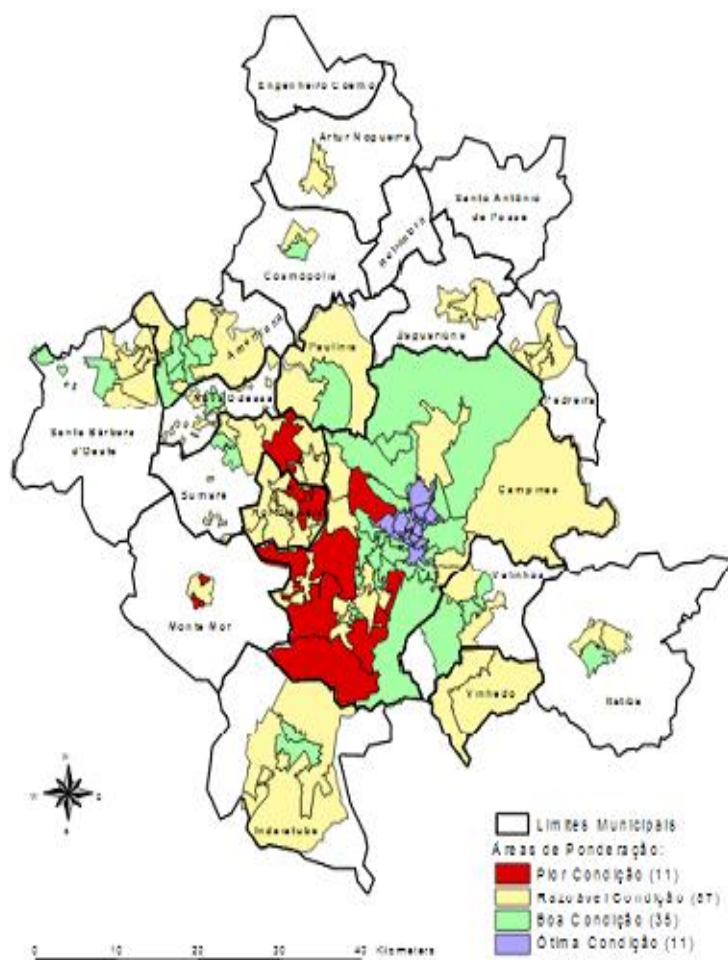 Engenheiro Coelho
Artur Nogueira
Santo Antônio
de Posse
Holambra
Cosmópolis
Americana
Paulínia
Jaguariúna
Pedreira
Nova Odessa
Santa Bárbara
d'Oeste
Sumaré
Hortolândia
Campinas
Monte Mor
Valinhos
Itatiba
Vinhedo
Indaiatuba
N
W
E
S
Limites Municipais
Áreas de Ponderação:
Pior Condição (11)
Razoável Condição (87)
Boa Condição (35)
Ótima Condição (11)
0 10 20 30 40 Kilometers